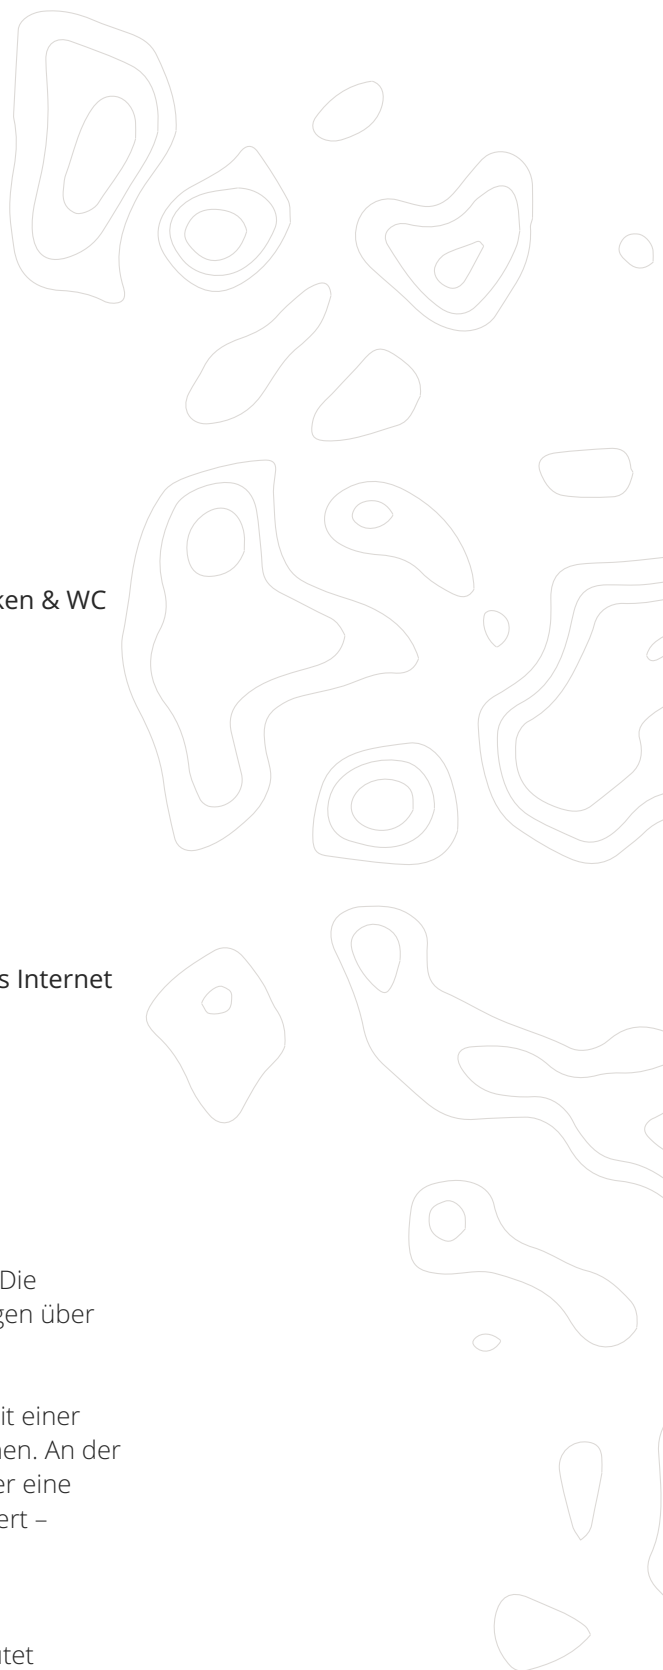 ken & WC
s Internet
Die
gen über
it einer
nen. An der
er eine
ert –
utet